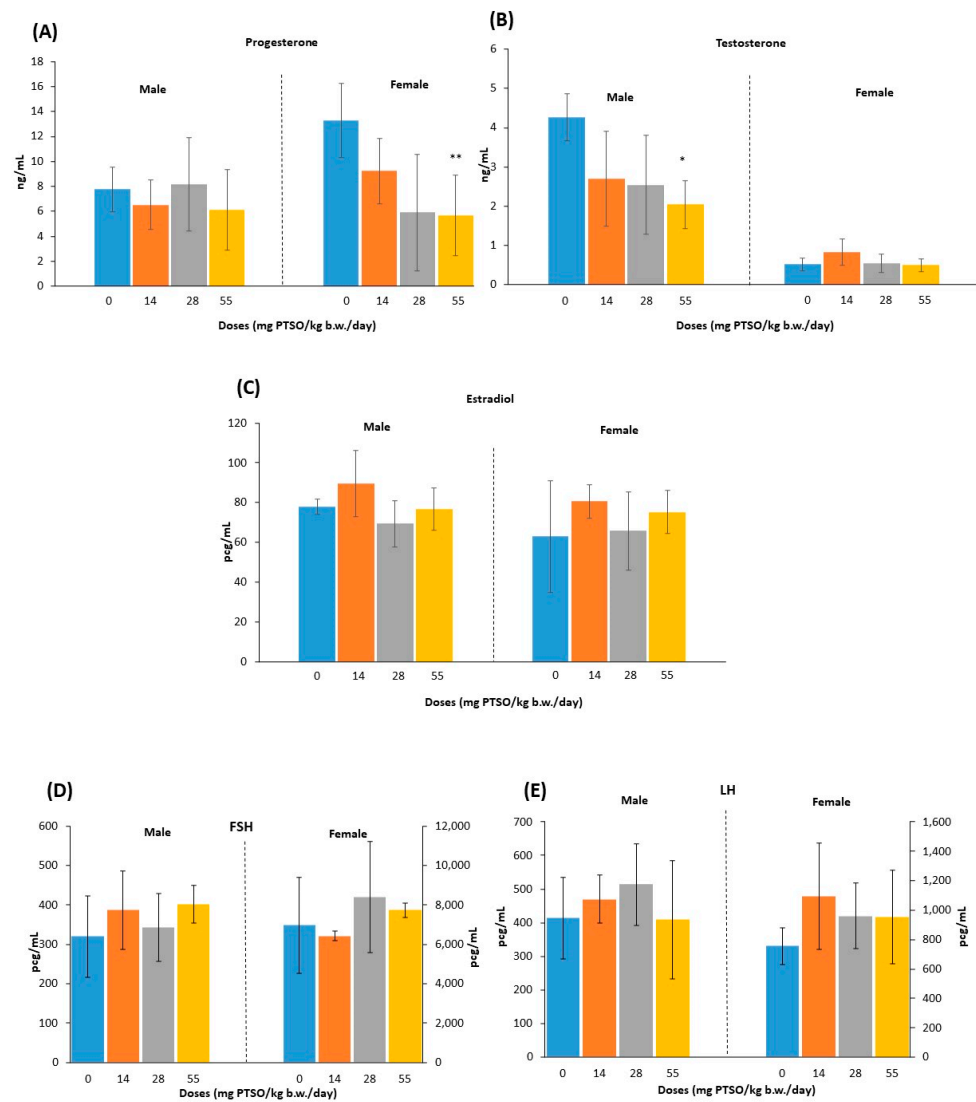 (A)
Progesterone
Male
Female
ng/mL
18
16
14
12
10
8
6
4
2
0
**
0 14 28 55 0 14 28 55
Doses (mg PTSO/kg b.w./day)
(B)
Testosterone
Male
Female
ng/mL
6
5
4
3
2
1
0
*
0 14 28 55 0 14 28 55
Doses (mg PTSO/kg b.w./day)
(C)
Estradiol
Male
Female
pcg/mL
120
100
80
60
40
20
0
0 14 28 55 0 14 28 55
Doses (mg PTSO/kg b.w./day)
(D)
FSH
Male
Female
pcg/mL
600
500
400
300
200
100
0
12,000
10,000
8,000
6,000
4,000
2,000
0
pcg/mL
0 14 28 55 0 14 28 55
Doses (mg PTSO/kg b.w./day)
(E)
LH
Male
Female
pcg/mL
700
600
500
400
300
200
100
0
1,600
1,400
1,200
1,000
800
600
400
200
0
pcg/mL
0 14 28 55 0 14 28 55
Doses (mg PTSO/kg b.w./day)